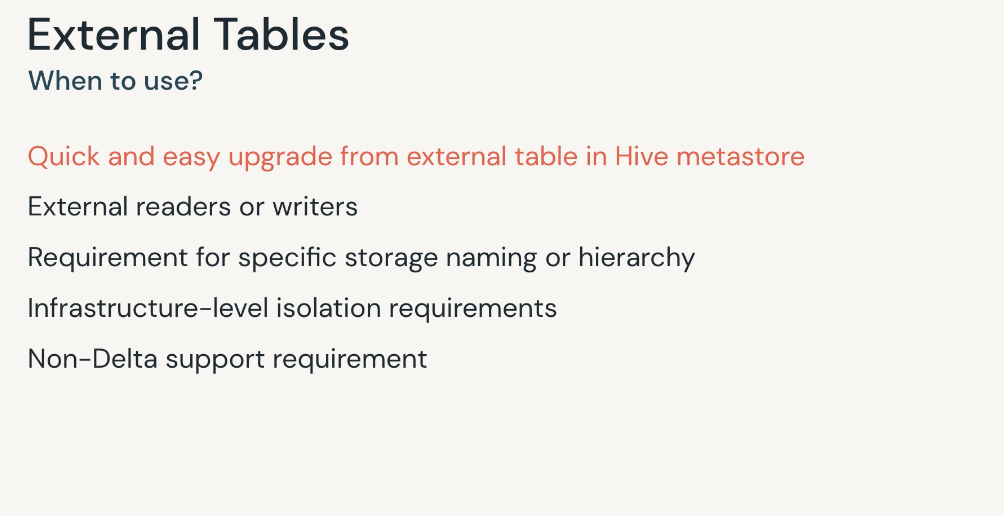 External Tables
When to use?
Quick and easy upgrade from external table in Hive metastore
External readers or writers
Requirement for specific storage naming or hierarchy
Infrastructure-level isolation requirements
Non-Delta support requirement